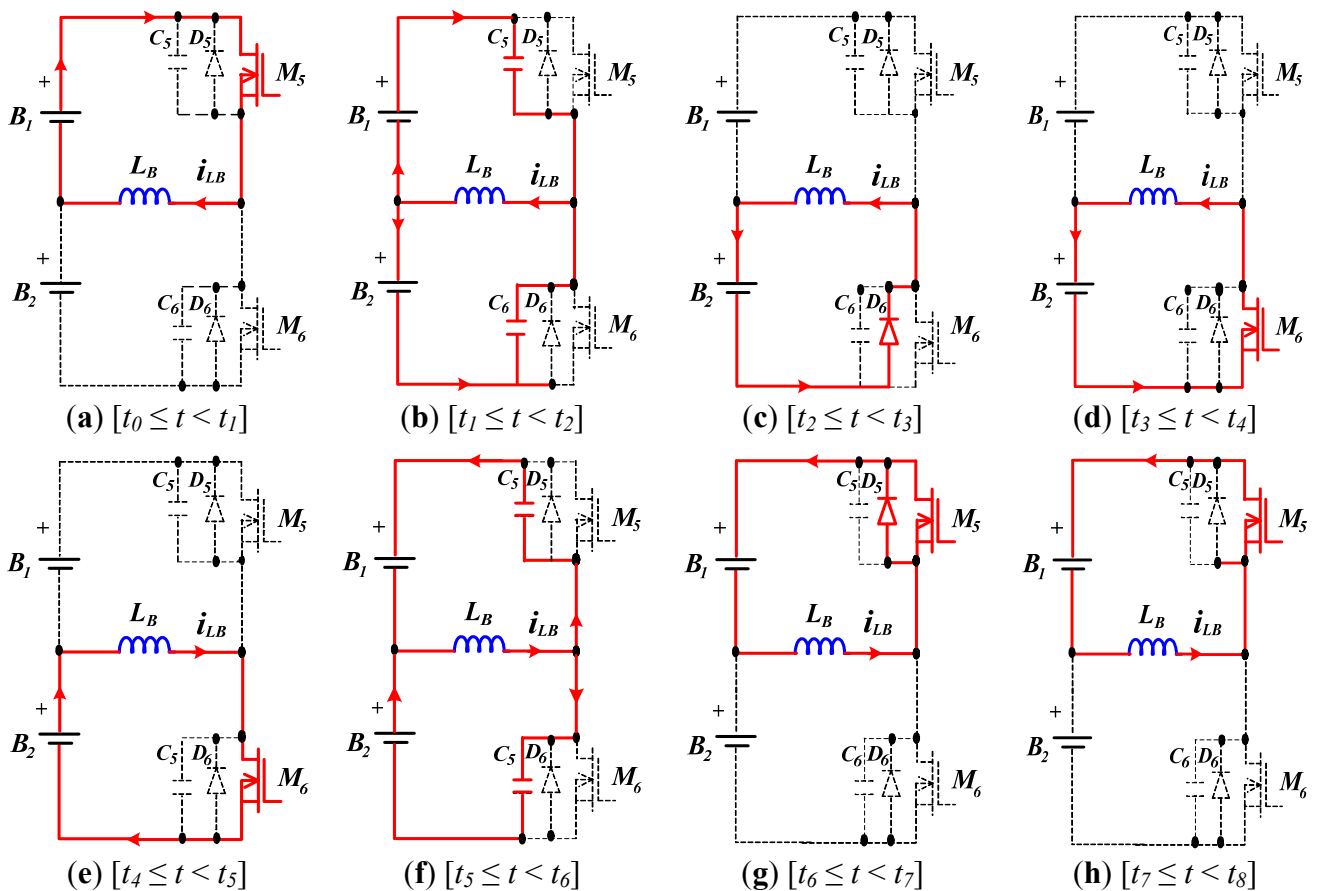 C5 D5 M5 + B1 LB iLB + B2 C6 D6 M6
(a) [t0 ≤ t < t1]
C5 D5 M5 + B1 LB iLB + B2 C6 D6 M6
(b) [t1 ≤ t < t2]
C5 D5 M5 + B1 LB iLB + B2 C6 D6 M6
(c) [t2 ≤ t < t3]
C5 D5 M5 + B1 LB iLB + B2 C6 D6 M6
(d) [t3 ≤ t < t4]
C5 D5 M5 + B1 LB iLB + B2 C5 D6 M6
(e) [t4 ≤ t < t5]
C5 D5 M5 + B1 LB iLB + B2 C5 D6 M6
(f) [t5 ≤ t < t6]
C5 D5 M5 + B1 LB iLB + B2 C6 D6 M6
(g) [t6 ≤ t < t7]
C5 D5 M5 + B1 LB iLB + B2 C6 D6 M6
(h) [t7 ≤ t < t8]